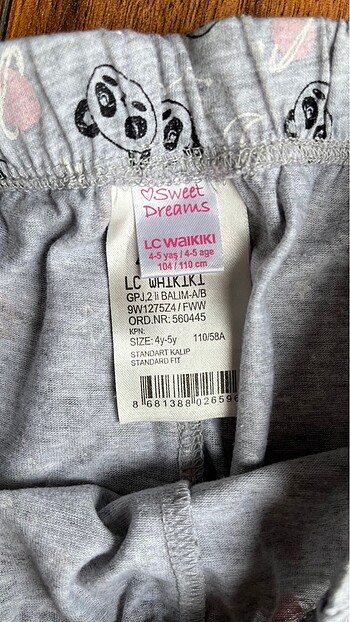 Sweet
Dreams
LC WAIKIKI
4-5 yaş / 4-5 age
104 / 110 cm
LC WAIKIKI
GPJ,2 li BALIM-A/B
9W1275Z4 / FWW
ORD.NR: 560445
KPN:
SIZE: 4y-5y 110/58A
STANDART KALIP
STANDARD FIT
8 681388 026596